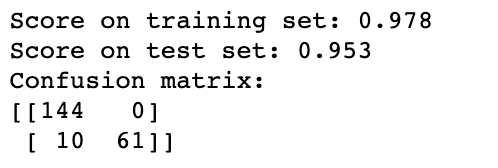 Score on training set: 0.978
Score on test set: 0.953
Confusion matrix:
[[144   0]
 [ 10  61]]